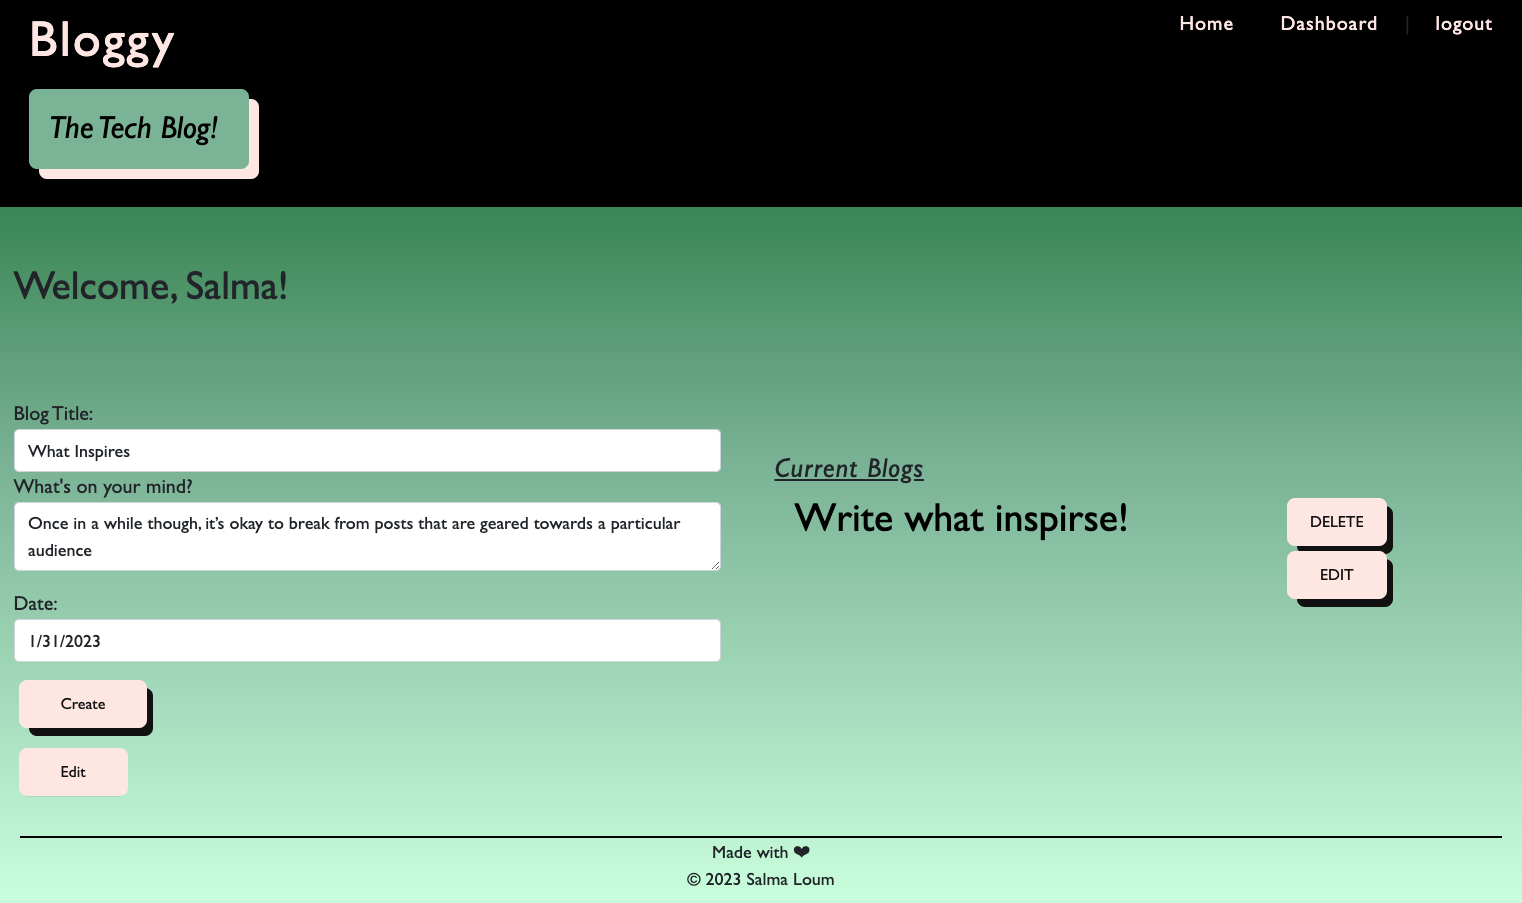 Bloggy
Home
Dashboard
|
logout
The Tech Blog!
Welcome, Salma!
Blog Title:
What Inspires
What's on your mind?
Once in a while though, it’s okay to break from posts that are geared towards a particular
audience
Date:
1/31/2023
Create
Edit
Current Blogs
Write what inspirse!
DELETE
EDIT
Made with ❤
© 2023 Salma Loum